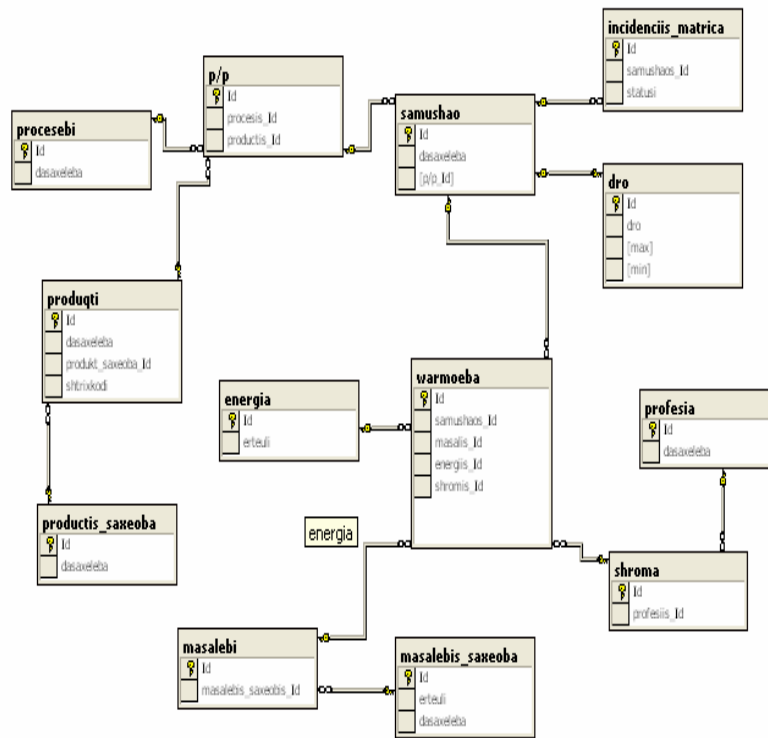 incidenciis_matrica
Id
samushaos_Id
statusi
p/p
Id
procesis_Id
productis_Id
samushao
Id
dasaxeleba
[p/p_Id]
procesebi
Id
dasaxeleba
dro
Id
dro
[max]
[min]
produqti
Id
dasaxeleba
produkt_saxeoba_Id
shtrixkodi
warmoeba
Id
samushaos_Id
masalis_Id
energiis_Id
shromis_Id
energia
Id
erteuli
profesia
Id
dasaxeleba
productis_saxeoba
Id
dasaxeleba
energia
shroma
Id
profesiis_Id
masalebi
Id
masalebis_saxeobis_Id
masalebis_saxeoba
Id
erteuli
dasaxeleba